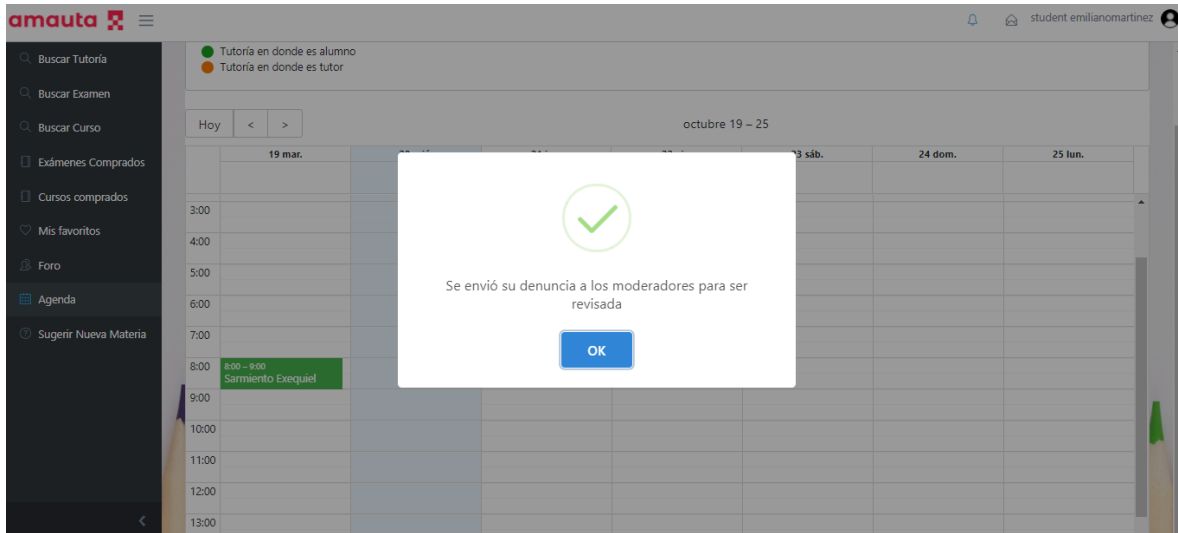 amauta
student emilianomartinez
Buscar Tutoría
Buscar Examen
Buscar Curso
Exámenes Comprados
Cursos comprados
Mis favoritos
Foro
Agenda
Sugerir Nueva Materia
Tutoría en donde es alumno
Tutoría en donde es tutor
Hoy < >
octubre 19 – 25
19 mar. 23 sáb. 24 dom. 25 lun.
3:00
4:00
5:00
6:00
7:00
8:00
8:00 – 9:00
Sarmiento Exequiel
9:00
10:00
11:00
12:00
13:00
Se envió su denuncia a los moderadores para ser
revisada
OK